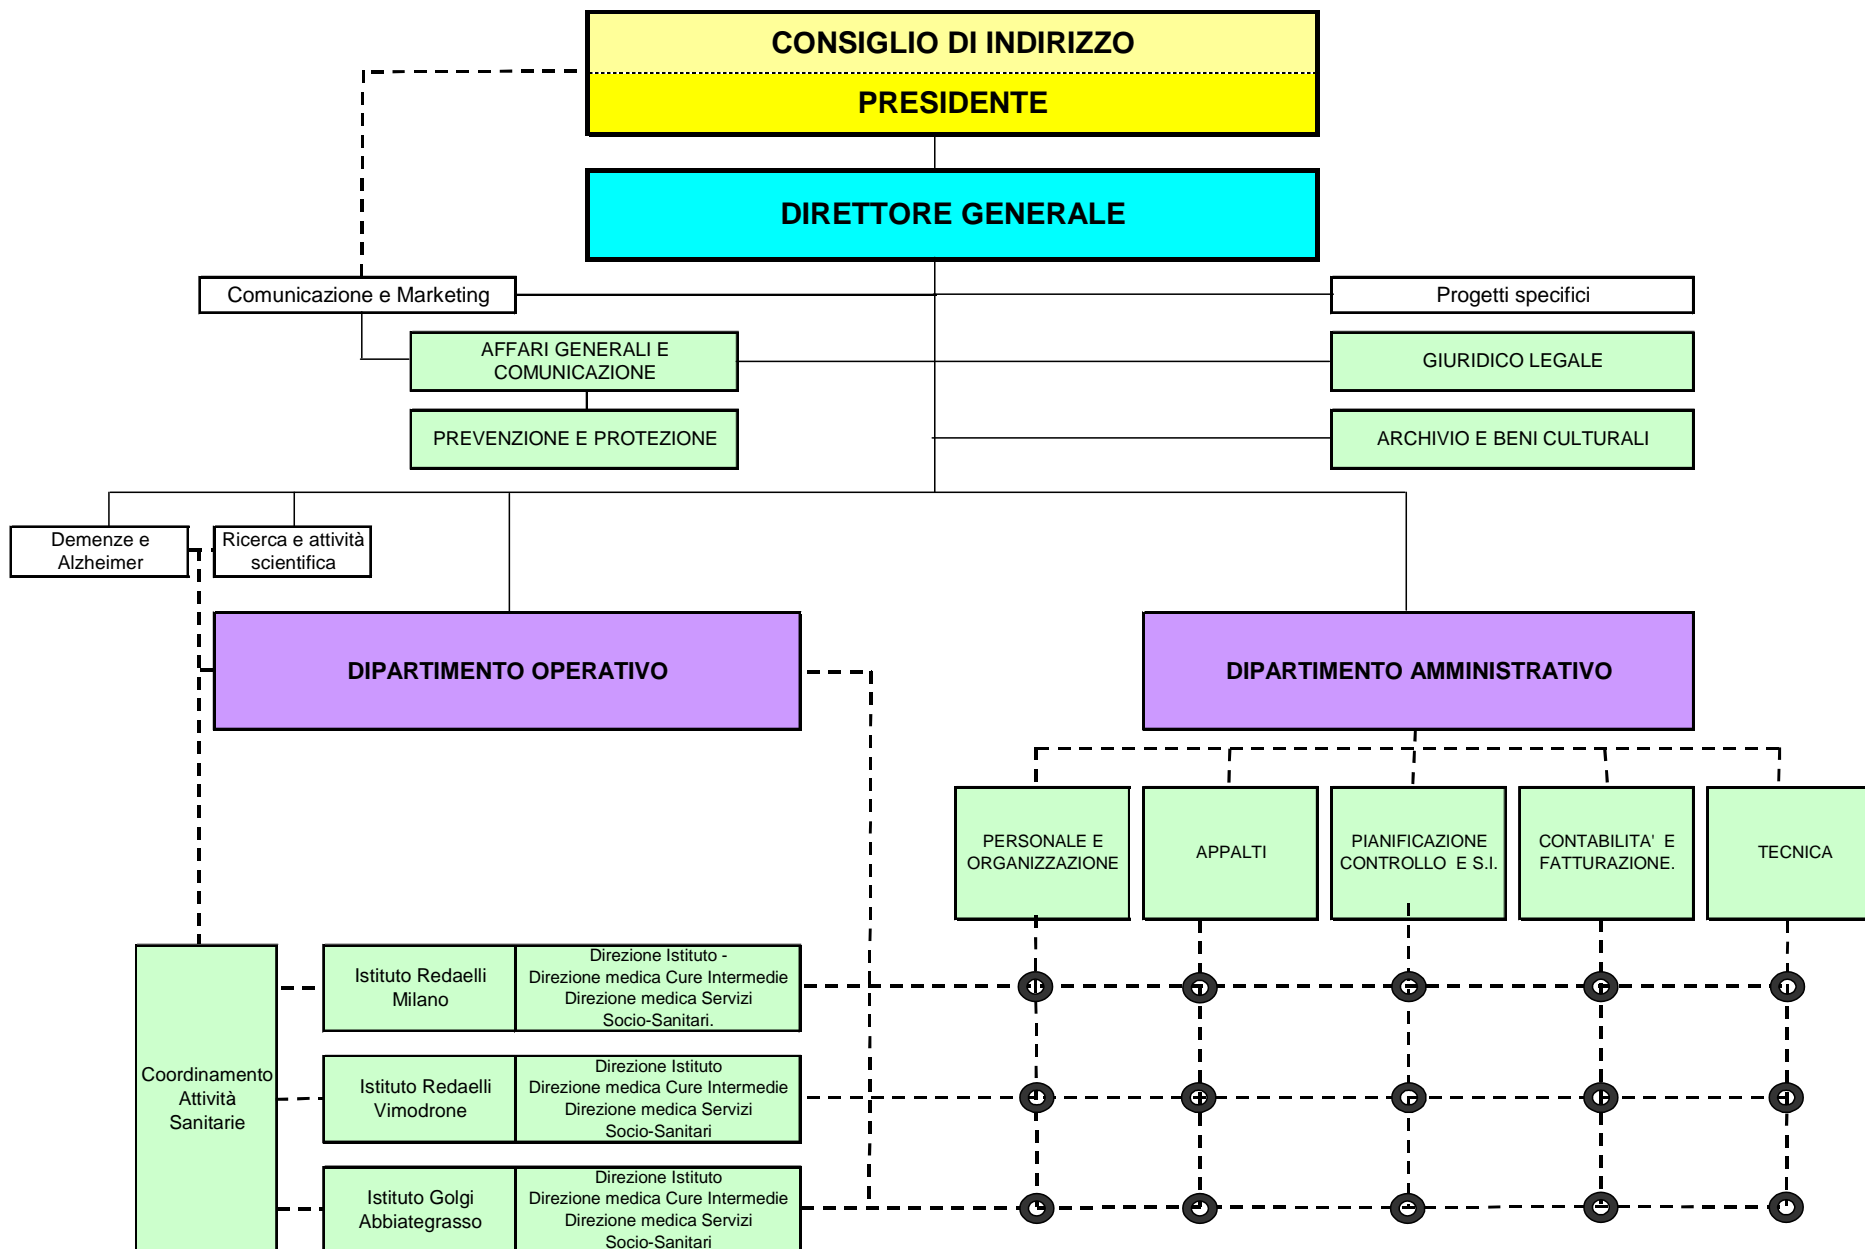 CONSIGLIO DI INDIRIZZO
PRESIDENTE
DIRETTORE GENERALE
Comunicazione e Marketing
Progetti specifici
AFFARI GENERALI E
COMUNICAZIONE
GIURIDICO LEGALE
PREVENZIONE E PROTEZIONE
ARCHIVIO E BENI CULTURALI
Demenze e
Alzheimer
Ricerca e attività
scientifica
DIPARTIMENTO OPERATIVO
DIPARTIMENTO AMMINISTRATIVO
PERSONALE E
ORGANIZZAZIONE
APPALTI
PIANIFICAZIONE
CONTROLLO E S.I.
CONTABILITA' E
FATTURAZIONE.
TECNICA
Coordinamento
Attività
Sanitarie
Istituto Redaelli
Milano
Direzione Istituto -
Direzione medica Cure Intermedie
Direzione medica Servizi
Socio-Sanitari.
Istituto Redaelli
Vimodrone
Direzione Istituto
Direzione medica Cure Intermedie
Direzione medica Servizi
Socio-Sanitari
Istituto Golgi
Abbiategrasso
Direzione Istituto
Direzione medica Cure Intermedie
Direzione medica Servizi
Socio-Sanitari